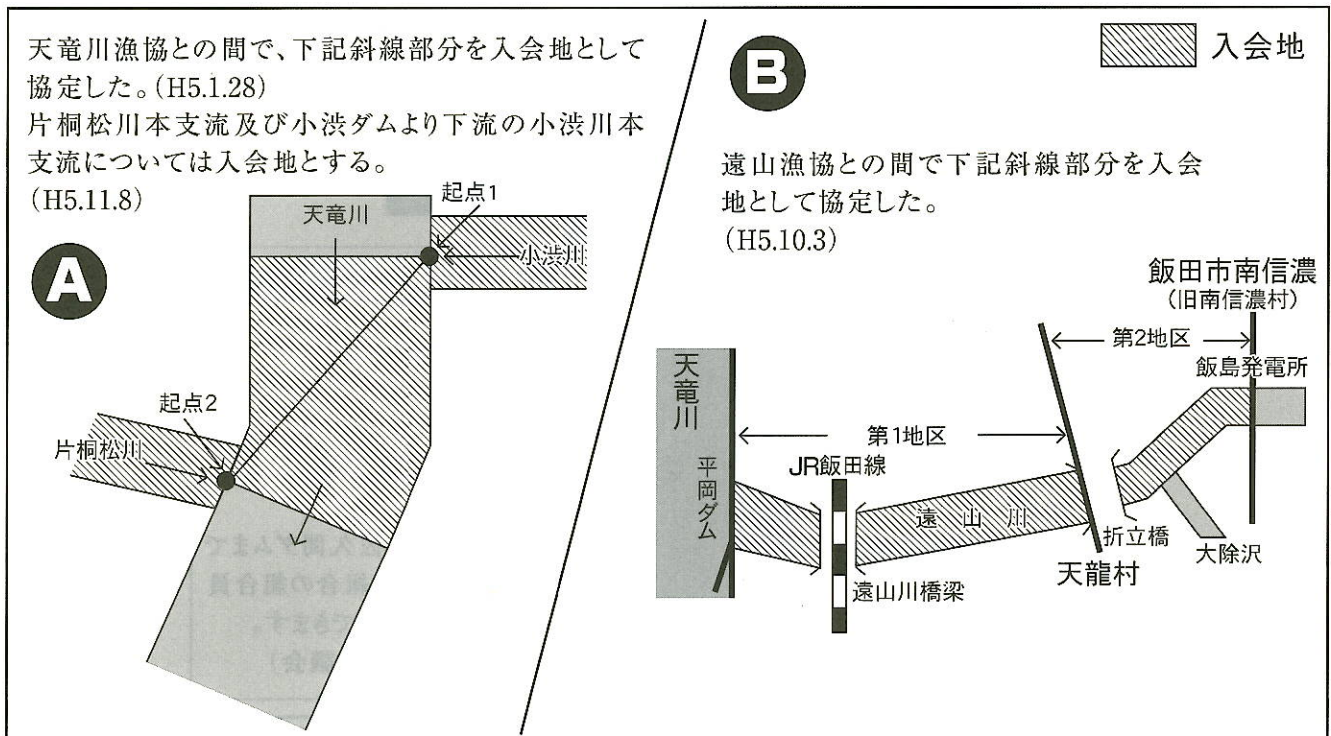 天竜川漁協との間で、下記斜線部分を入会地として
協定した。(H5.1.28)
片桐松川本支流及び小渋ダムより下流の小渋川本
支流については入会地とする。
(H5.11.8)
A
天竜川
起点1
小渋川
起点2
片桐松川
B
入会地
遠山漁協との間で下記斜線部分を入会
地として協定した。
(H5.10.3)
飯田市南信濃
(旧南信濃村)
第2地区
飯島発電所
天竜川
平岡ダム
第1地区
JR飯田線
遠山川
折立橋
大除沢
天龍村
遠山川橋梁